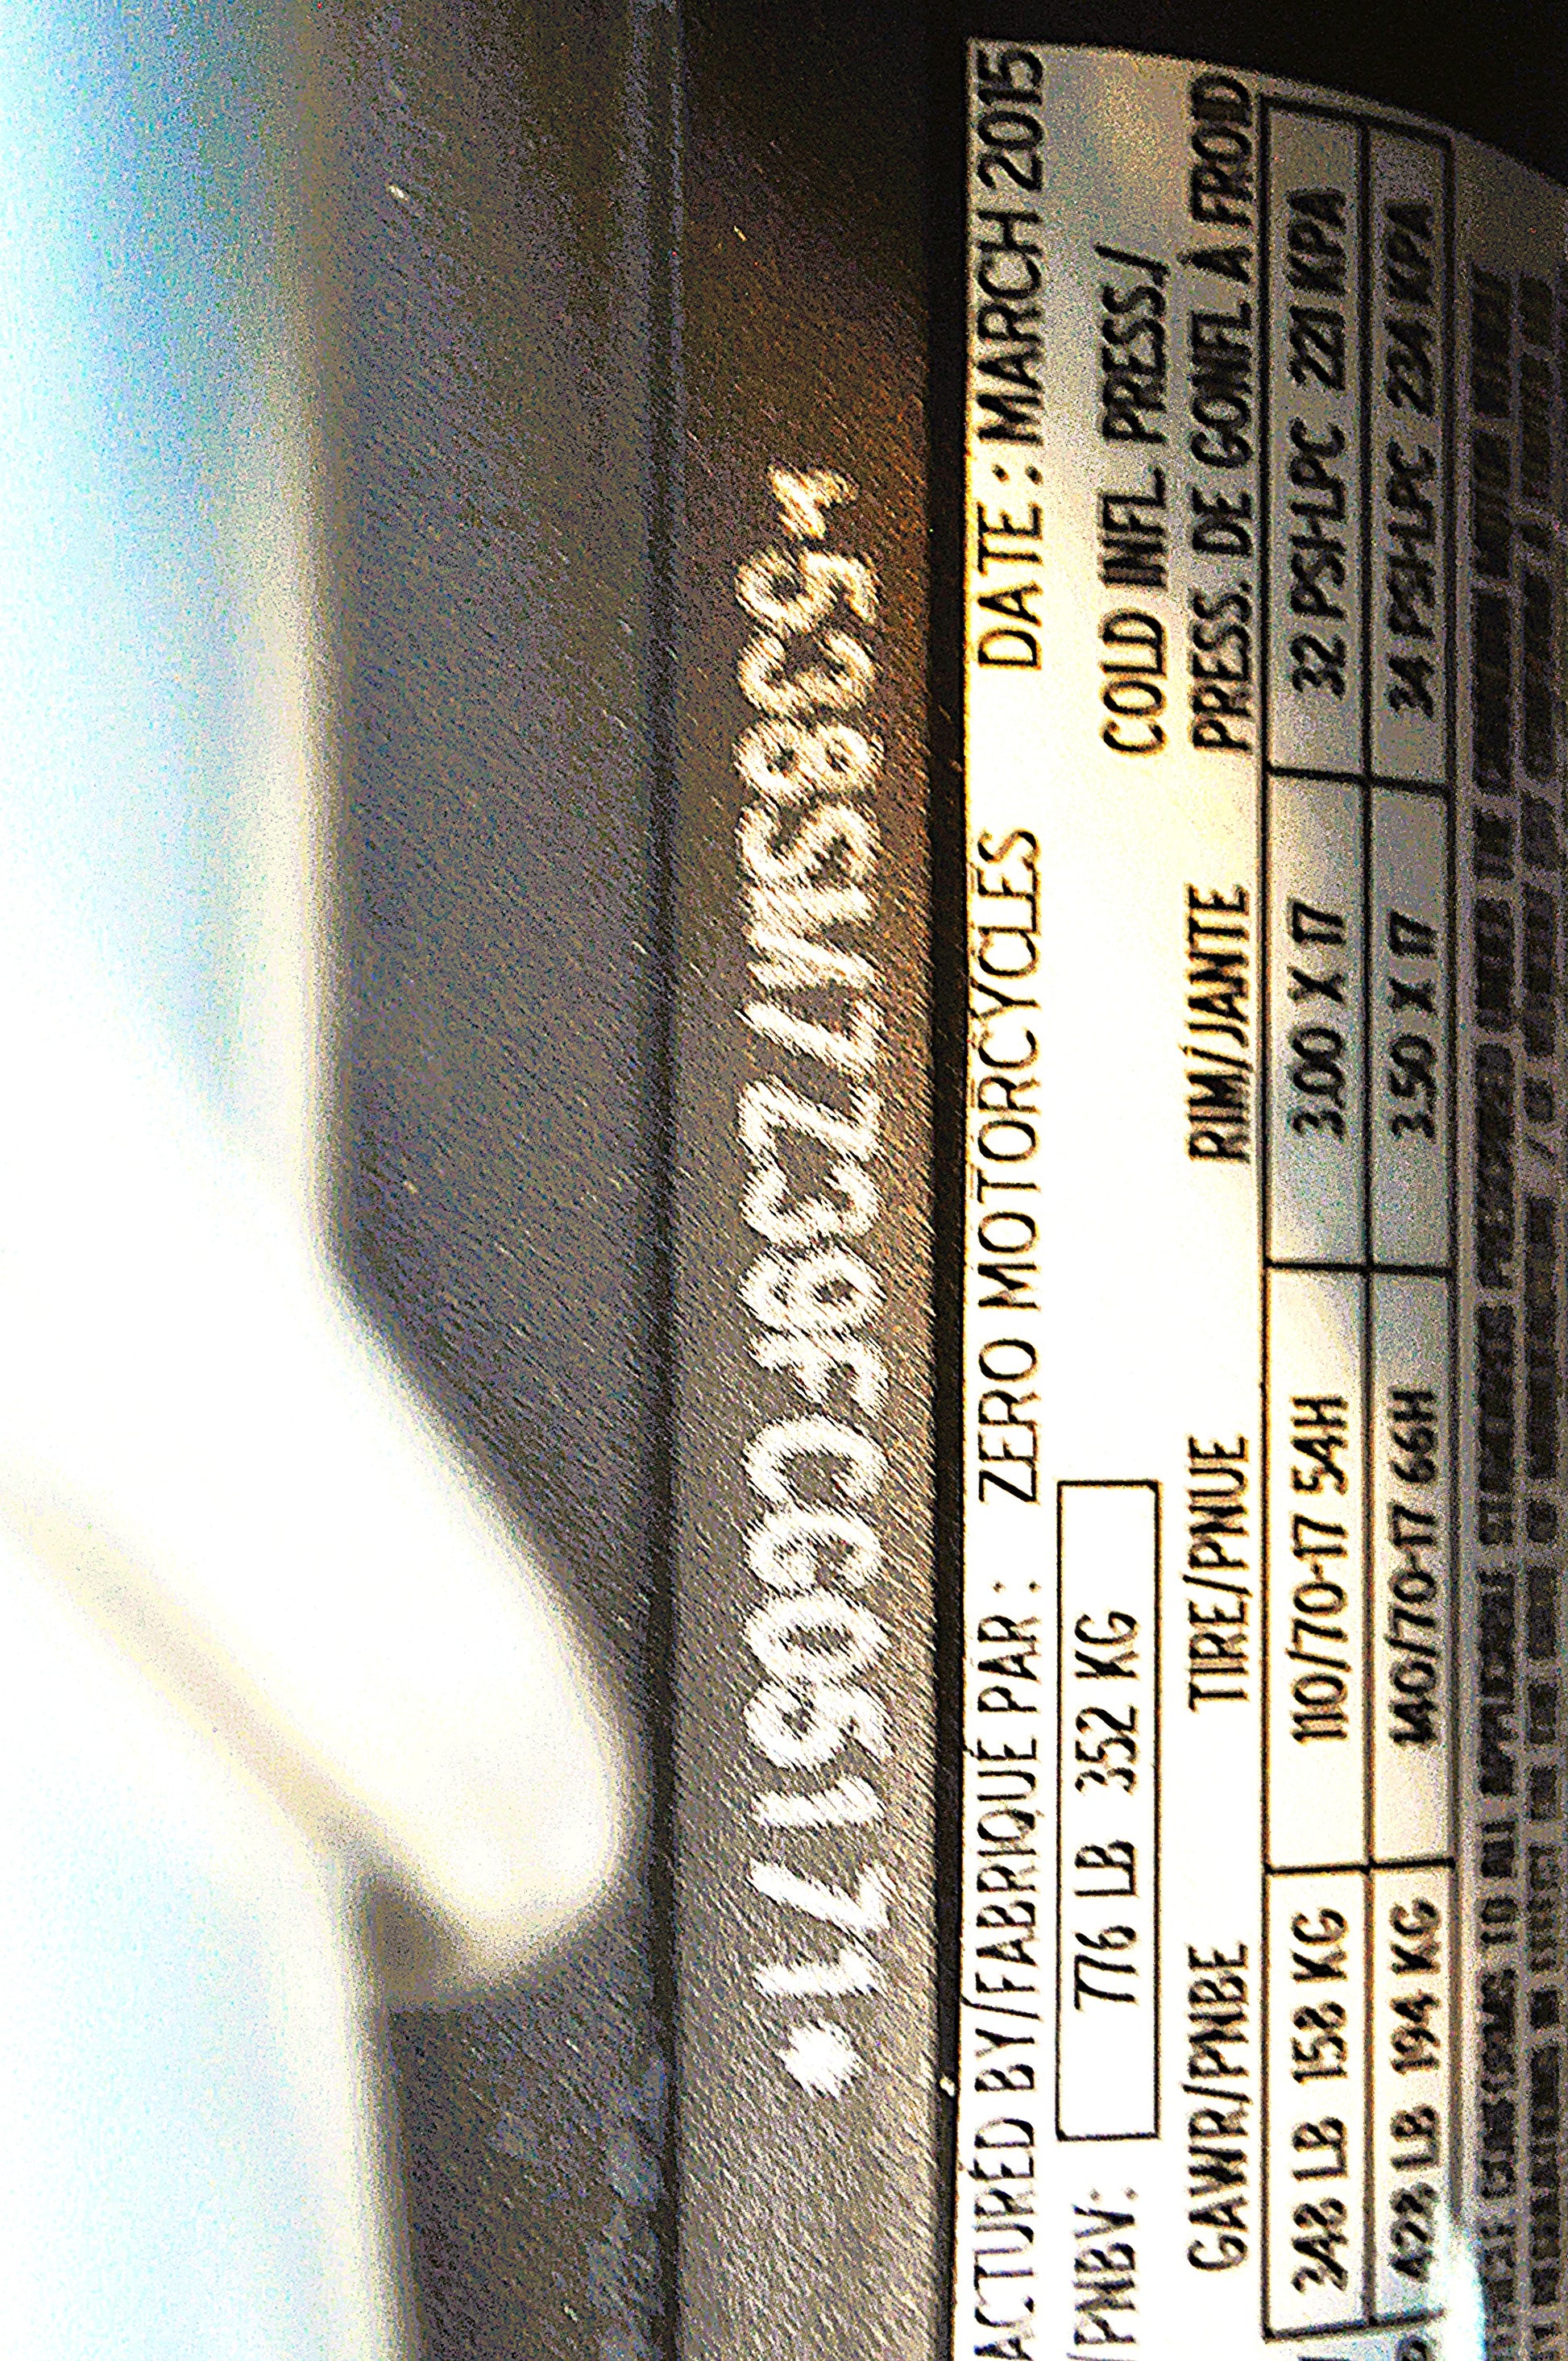 *538SM7Z39FCG05171*
ACTURED BY/FABRIQUÉ PAR : ZERO MOTORCYCLES DATE : MARCH 2015
/PNBV: 776 LB 352 KG
COLD INFL. PRESS./
GAWR/PNBE TIRE/PNUE RIM/JANTE PRESS. DE GONFL À FROID
348 LB 158 KG 110/70-17 54H 3.00 X 17 32 PSI-LPC 221 KPA
428 LB 194 KG 140/70-17 66H 3.50 X 17 34 PSI-LPC 234 KPA